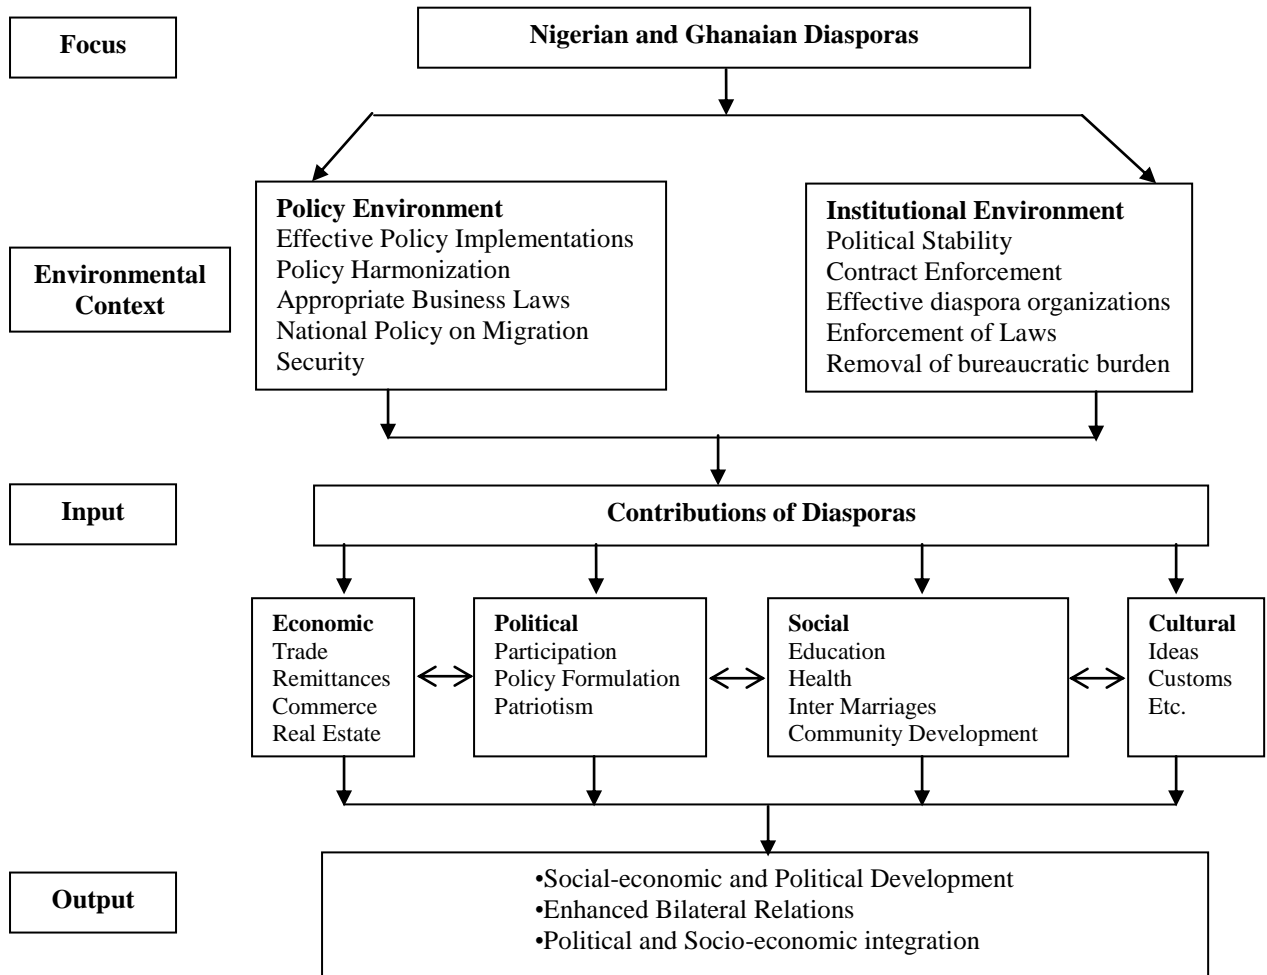 Focus
Nigerian and Ghanaian Diasporas
Environmental
Context
Policy Environment
Effective Policy Implementations
Policy Harmonization
Appropriate Business Laws
National Policy on Migration
Security
Institutional Environment
Political Stability
Contract Enforcement
Effective diaspora organizations
Enforcement of Laws
Removal of bureaucratic burden
Input
Contributions of Diasporas
Economic
Trade
Remittances
Commerce
Real Estate
Political
Participation
Policy Formulation
Patriotism
Social
Education
Health
Inter Marriages
Community Development
Cultural
Ideas
Customs
Etc.
Output
•Social-economic and Political Development
•Enhanced Bilateral Relations
•Political and Socio-economic integration